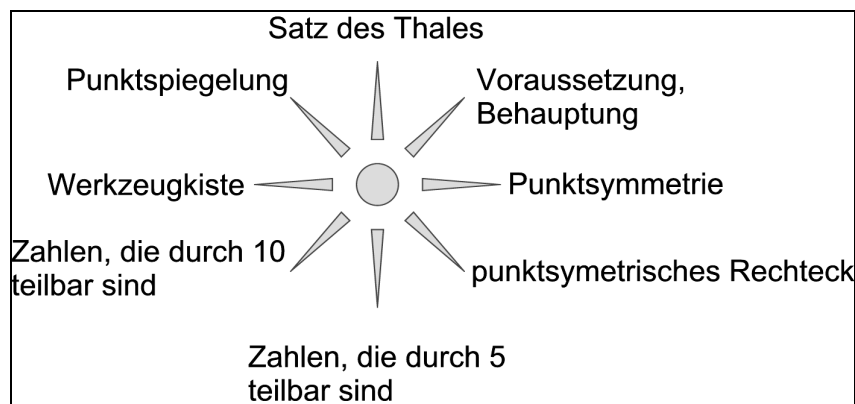 Satz des Thales
Punktspiegelung
Voraussetzung,
Behauptung
Werkzeugkiste
Punktsymmetrie
Zahlen, die durch 10
teilbar sind
punktsymetrisches Rechteck
Zahlen, die durch 5
teilbar sind